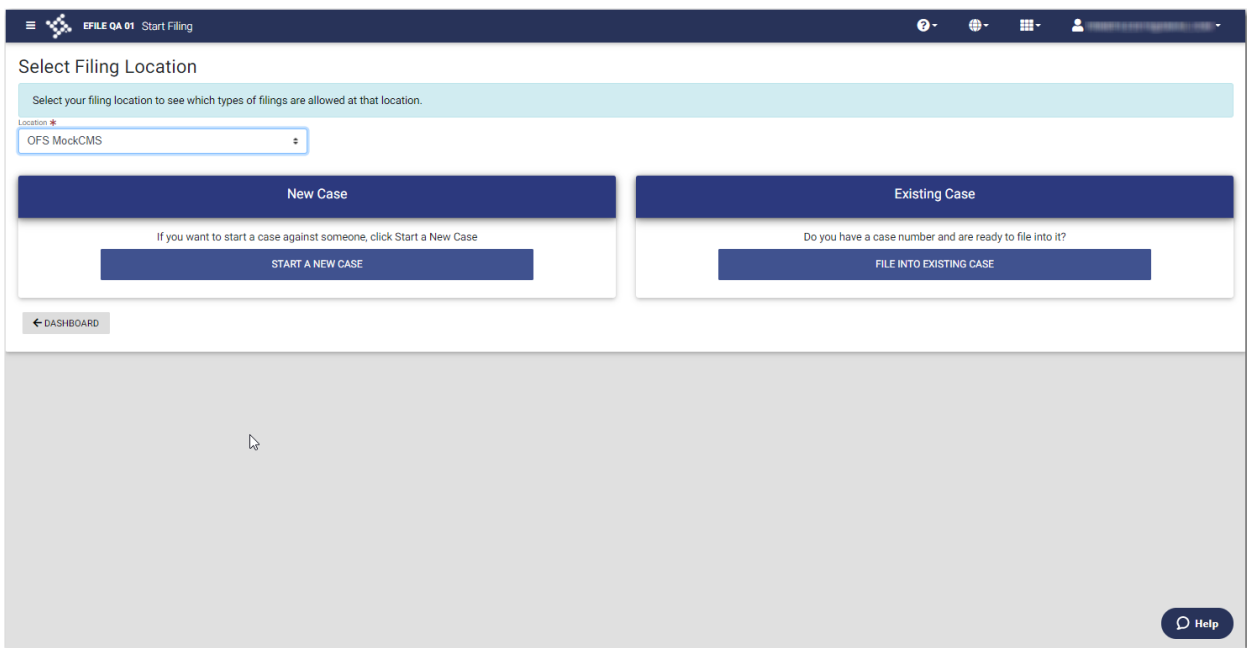 EFILE QA 01 Start Filing
Select Filing Location
Select your filing location to see which types of filings are allowed at that location.
Location *
OFS MockCMS
New Case
If you want to start a case against someone, click Start a New Case
START A NEW CASE
Existing Case
Do you have a case number and are ready to file into it?
FILE INTO EXISTING CASE
DASHBOARD
Help